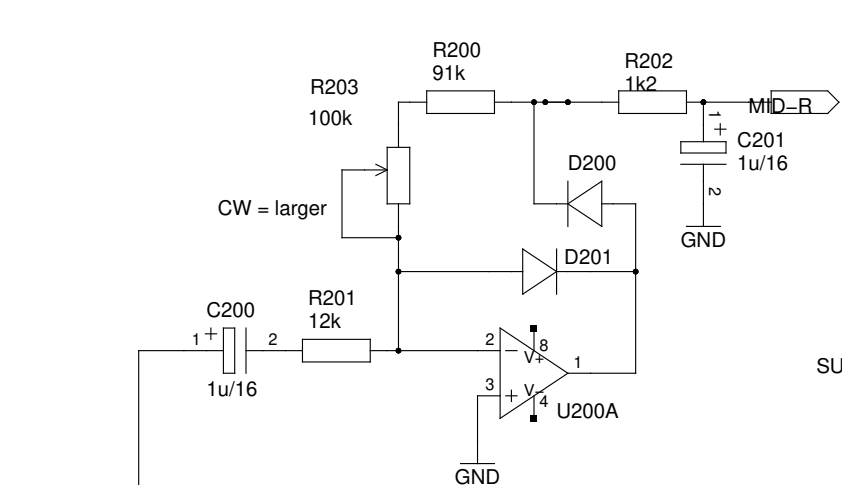 R200
91k
R202
1k2
R203
100k
MID–R
1
+
C201
1u/16
2
GND
D200
CW = larger
D201
C200
R201
12k
1
+
2
1u/16
2
–
8
V+
1
3
+
V–
4
U200A
GND
SU